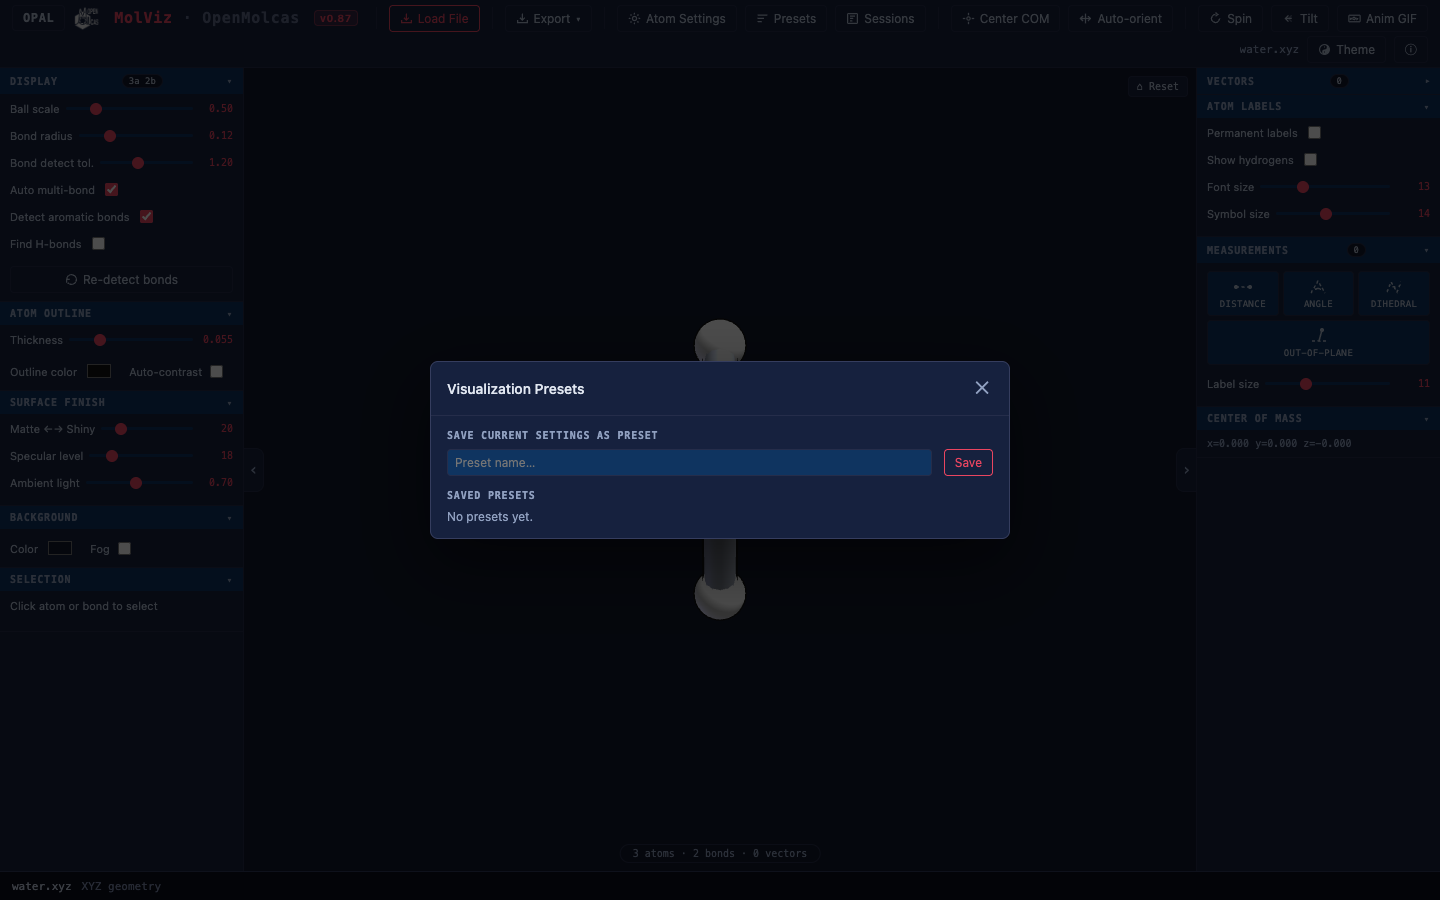 OPAL MolViz · OpenMolcas v0.87 Load File Export Atom Settings Presets Sessions Center COM Auto-orient Spin Tilt Anim GIF
water.xyz Theme
DISPLAY 3a 2b
Ball scale 0.50
Bond radius 0.12
Bond detect tol. 1.20
Auto multi-bond
Detect aromatic bonds
Find H-bonds
Re-detect bonds
ATOM OUTLINE
Thickness 0.055
Outline color Auto-contrast
SURFACE FINISH
Matte ↔ Shiny 20
Specular level 18
Ambient light 0.70
BACKGROUND
Color Fog
SELECTION
Click atom or bond to select
⌂ Reset
Visualization Presets
SAVE CURRENT SETTINGS AS PRESET
Preset name... Save
SAVED PRESETS
No presets yet.
3 atoms · 2 bonds · 0 vectors
VECTORS 0
ATOM LABELS
Permanent labels
Show hydrogens
Font size 13
Symbol size 14
MEASUREMENTS 0
DISTANCE ANGLE DIHEDRAL
OUT-OF-PLANE
Label size 11
CENTER OF MASS
x=0.000 y=0.000 z=-0.000
water.xyz XYZ geometry